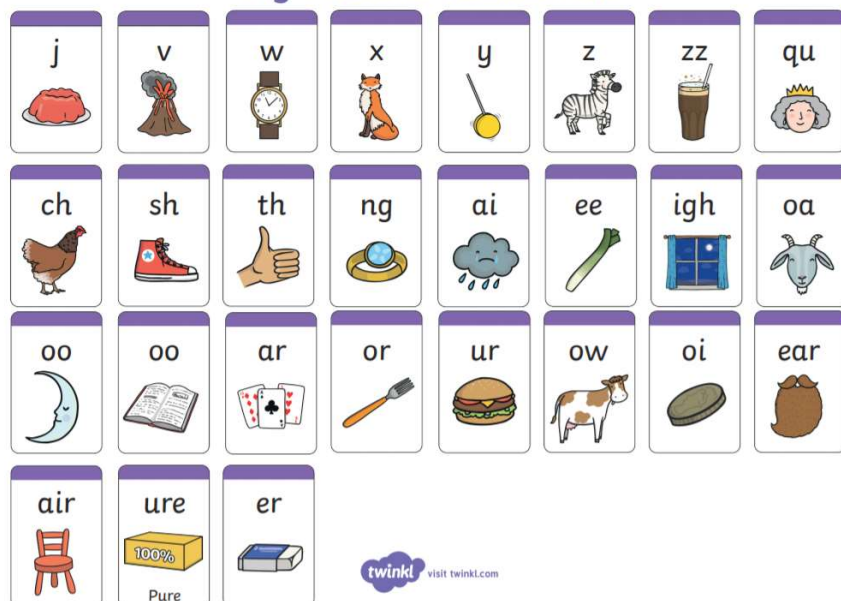 j v w x y z zz qu
ch sh th ng ai ee igh oa
oo oo ar or ur ow oi ear
air ure er
100%
Pure
twinkl visit twinkl.com